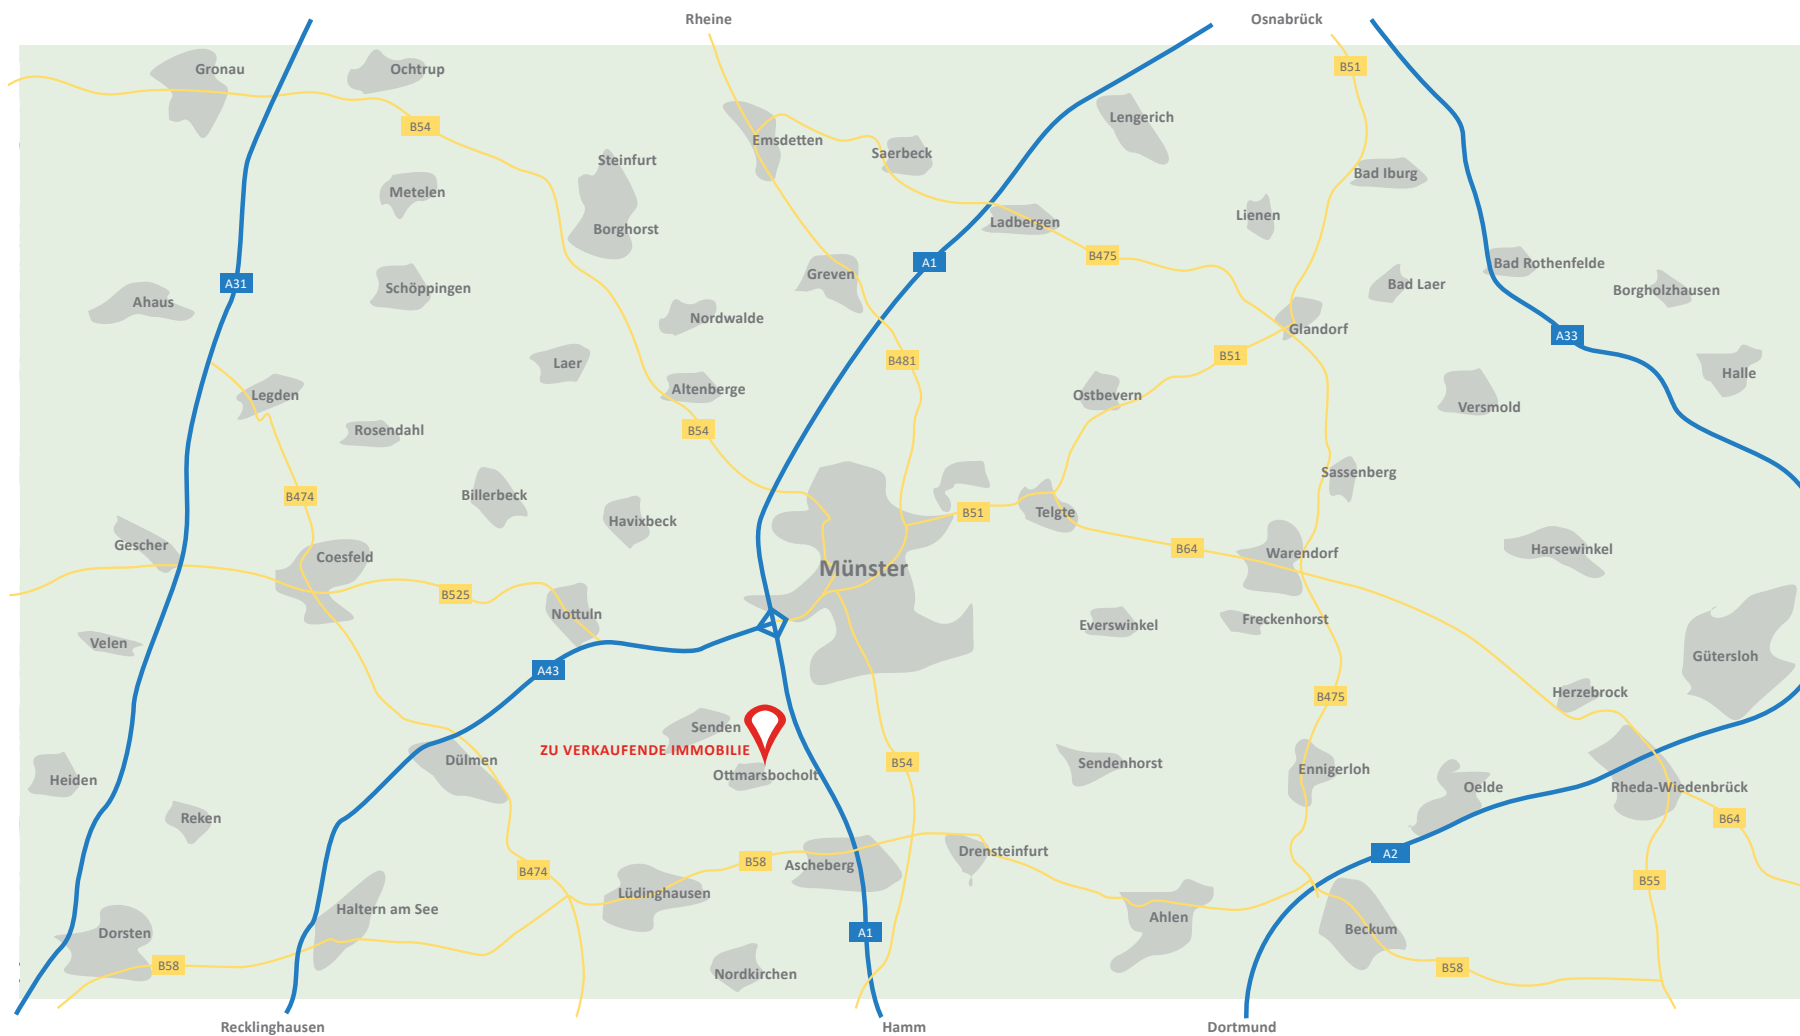 Rheine
Osnabrück
Gronau
Ochtrup
B51
B54
Lengerich
Emsdetten
Saerbeck
Steinfurt
Bad Iburg
Metelen
Ladbergen
Lienen
Borghorst
B475
A1
Bad Rothenfelde
Greven
A31
Bad Laer
Schöppingen
Borgholzhausen
Ahaus
Nordwalde
Glandorf
A33
B51
B481
Laer
Halle
Altenberge
Legden
Ostbevern
Versmold
Rosendahl
B54
Sassenberg
B474
Billerbeck
B51
Telgte
Havixbeck
Gescher
B64
Harsewinkel
Coesfeld
Warendorf
Münster
B525
Nottuln
Freckenhorst
Everswinkel
Velen
Gütersloh
A43
Herzebrock
B475
Senden
ZU VERKAUFENDE IMMOBILIE
Dülmen
B54
Sendenhorst
Ennigerloh
Ottmarsbocholt
Heiden
Oelde
Rheda-Wiedenbrück
Reken
B64
Drensteinfurt
A2
B58
Ascheberg
B474
B55
Lüdinghausen
Haltern am See
Ahlen
Beckum
Dorsten
A1
B58
B58
Nordkirchen
Recklinghausen
Hamm
Dortmund